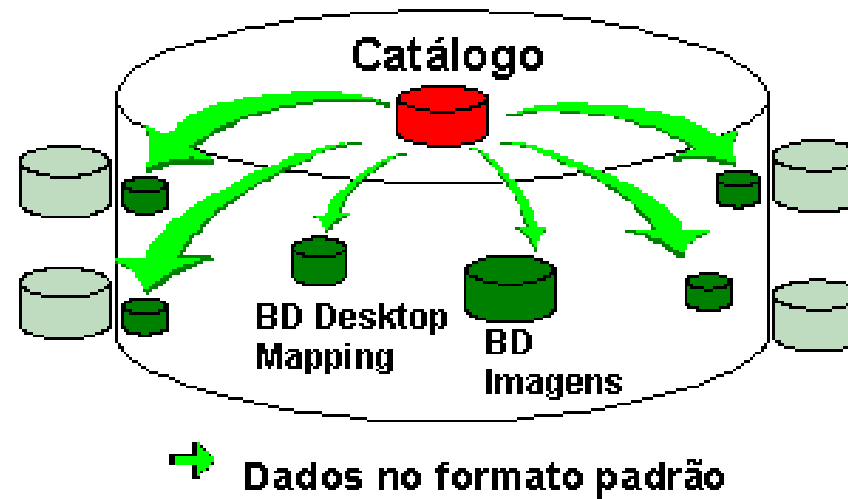 Catálogo
BD Desktop
Mapping
BD
Imagens
Dados no formato padrão